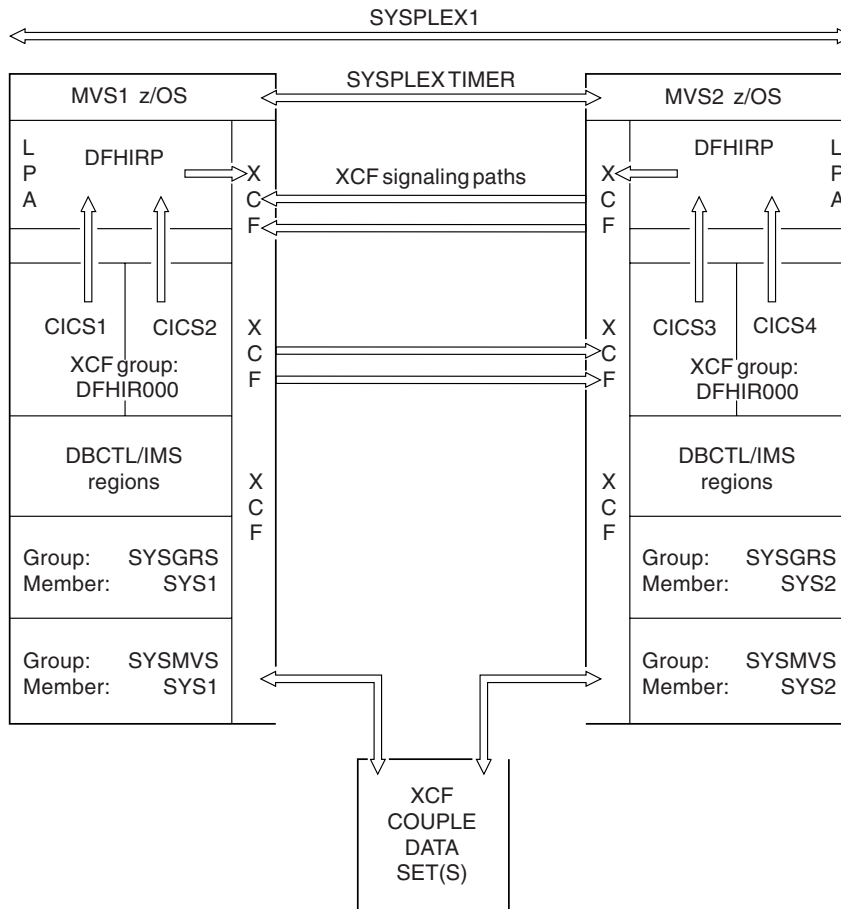 SYSPLEX1
MVS1 z/OS
SYSPLEX TIMER
MVS2 z/OS
L
P
A
DFHIRP
X
C
F
XCF signaling paths
X
C
F
DFHIRP
L
P
A
CICS1
CICS2
XCF group:
DFHIR000
X
C
F
X
C
F
CICS3
CICS4
XCF group:
DFHIR000
DBCTL/IMS
regions
X
C
F
X
C
F
DBCTL/IMS
regions
Group: SYSGRS
Member: SYS1
Group: SYSGRS
Member: SYS2
Group: SYSMVS
Member: SYS1
Group: SYSMVS
Member: SYS2
XCF
COUPLE
DATA
SET(S)